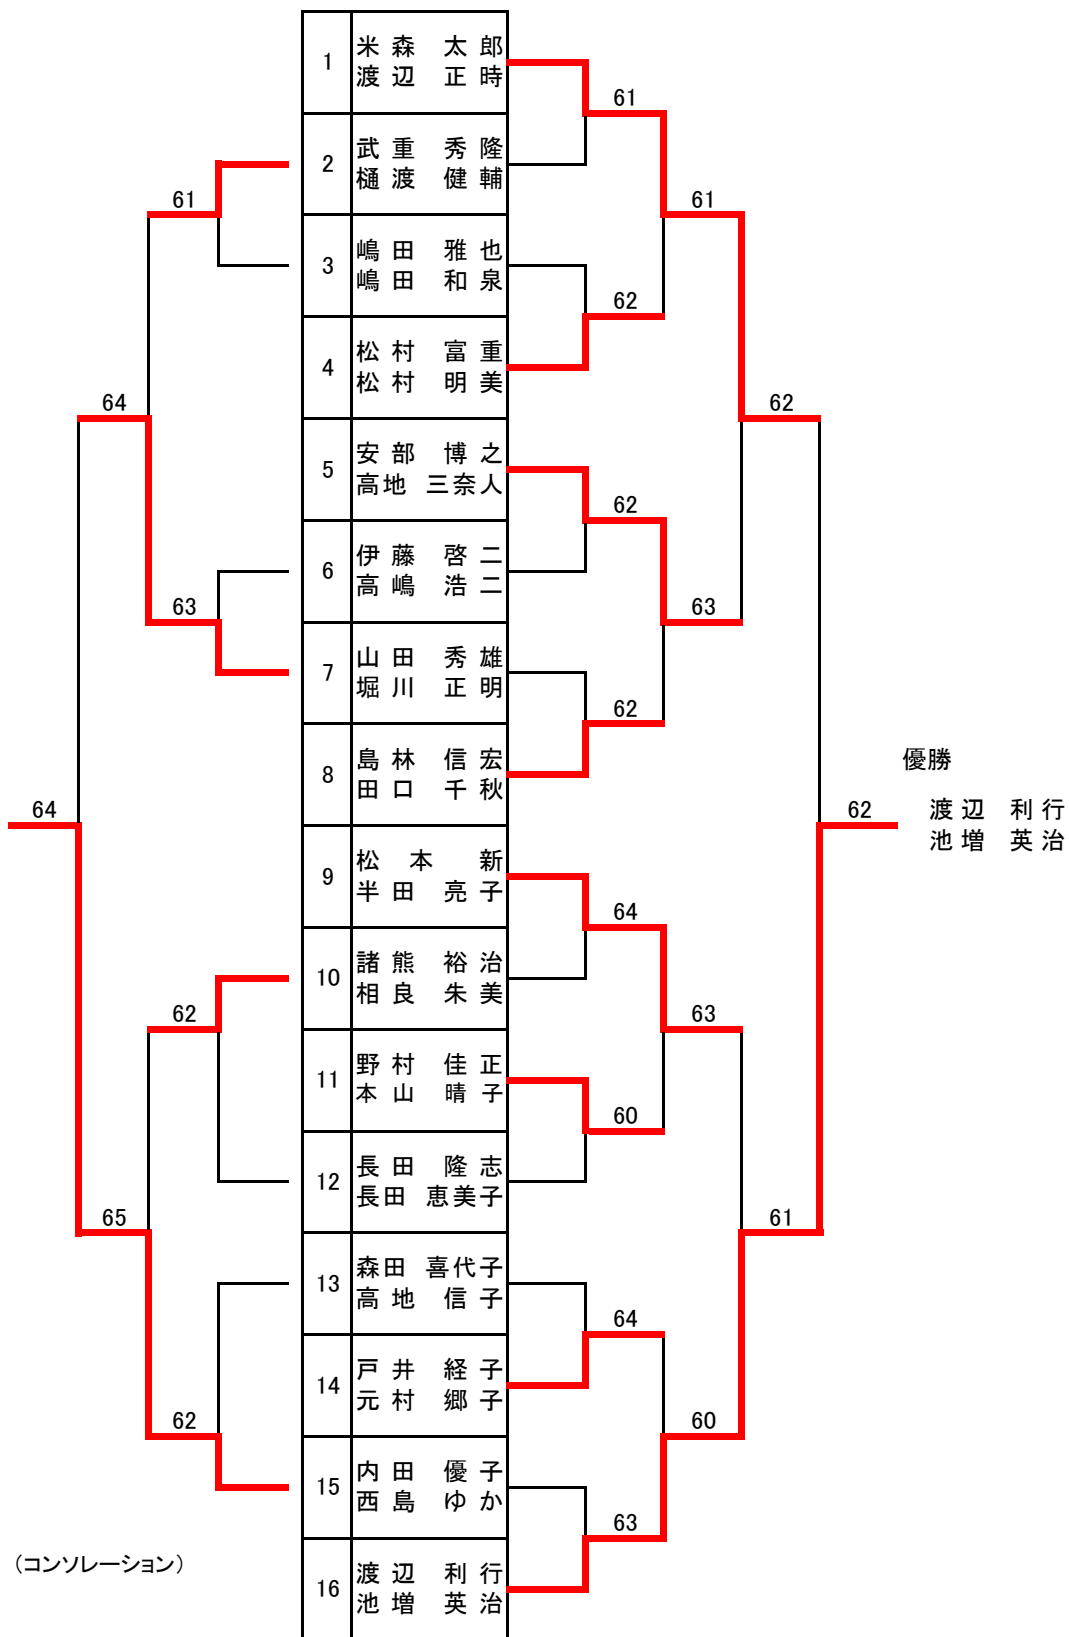 1
米森 太郎
渡辺 正時
61
2
武重 秀隆
樋渡 健輔
61
61
3
嶋田 雅也
嶋田 和泉
62
4
松村 富重
松村 明美
64
62
5
安部 博之
高地 三奈人
62
6
伊藤 啓二
高嶋 浩二
63
63
7
山田 秀雄
堀川 正明
62
8
島林 信宏
田口 千秋
優勝
64
62
渡辺 利行
池増 英治
9
松本 新
半田 亮子
64
10
諸熊 裕治
相良 朱美
62
63
11
野村 佳正
本山 晴子
60
12
長田 隆志
長田 恵美子
65
61
13
森田 喜代子
高地 信子
64
14
戸井 経子
元村 郷子
62
60
15
内田 優子
西島 ゆか
63
(コンソレーション)
16
渡辺 利行
池増 英治